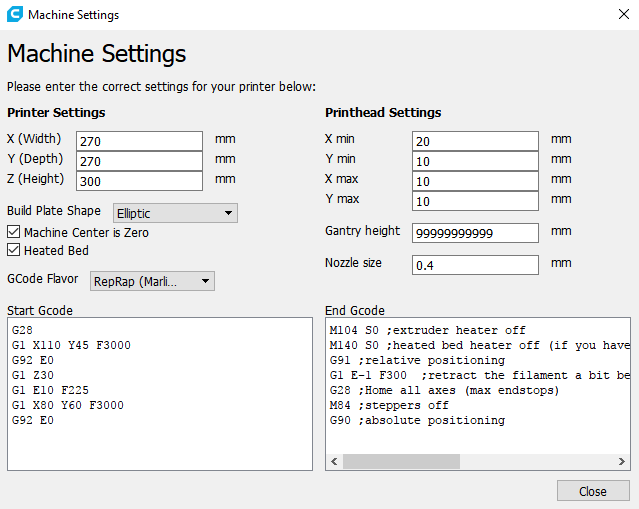 Machine Settings
Machine Settings
Please enter the correct settings for your printer below:
Printer Settings
X (Width) 270 mm
Y (Depth) 270 mm
Z (Height) 300 mm
Build Plate Shape Elliptic
Machine Center is Zero
Heated Bed
GCode Flavor RepRap (Marli...
Printhead Settings
X min 20 mm
Y min 10 mm
X max 10 mm
Y max 10 mm
Gantry height 99999999999 mm
Nozzle size 0.4 mm
Start Gcode
G28
G1 X110 Y45 F3000
G92 E0
G1 Z30
G1 E10 F225
G1 X80 Y60 F3000
G92 E0
End Gcode
M104 S0 ;extruder heater off
M140 S0 ;heated bed heater off (if you have
G91 ;relative positioning
G1 E-1 F300 ;retract the filament a bit be
G28 ;Home all axes (max endstops)
M84 ;steppers off
G90 ;absolute positioning
Close